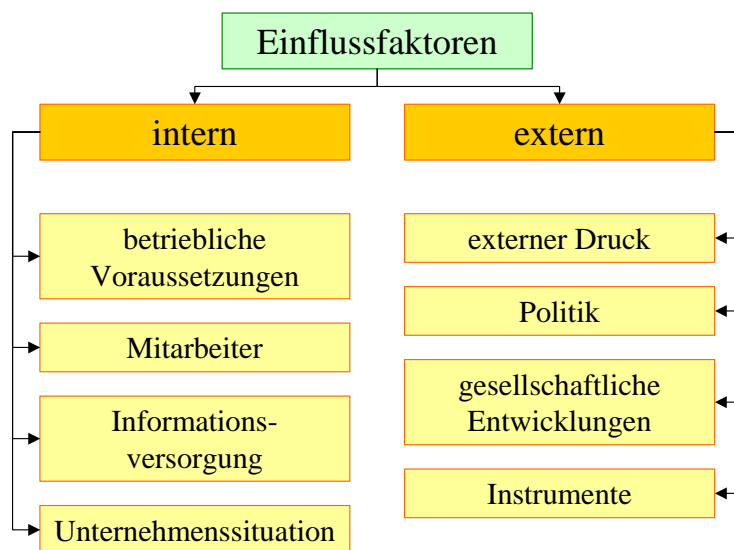 Einflussfaktoren
intern
extern
betriebliche
Voraussetzungen
Mitarbeiter
Informations-
versorgung
Unternehmenssituation
externer Druck
Politik
gesellschaftliche
Entwicklungen
Instrumente